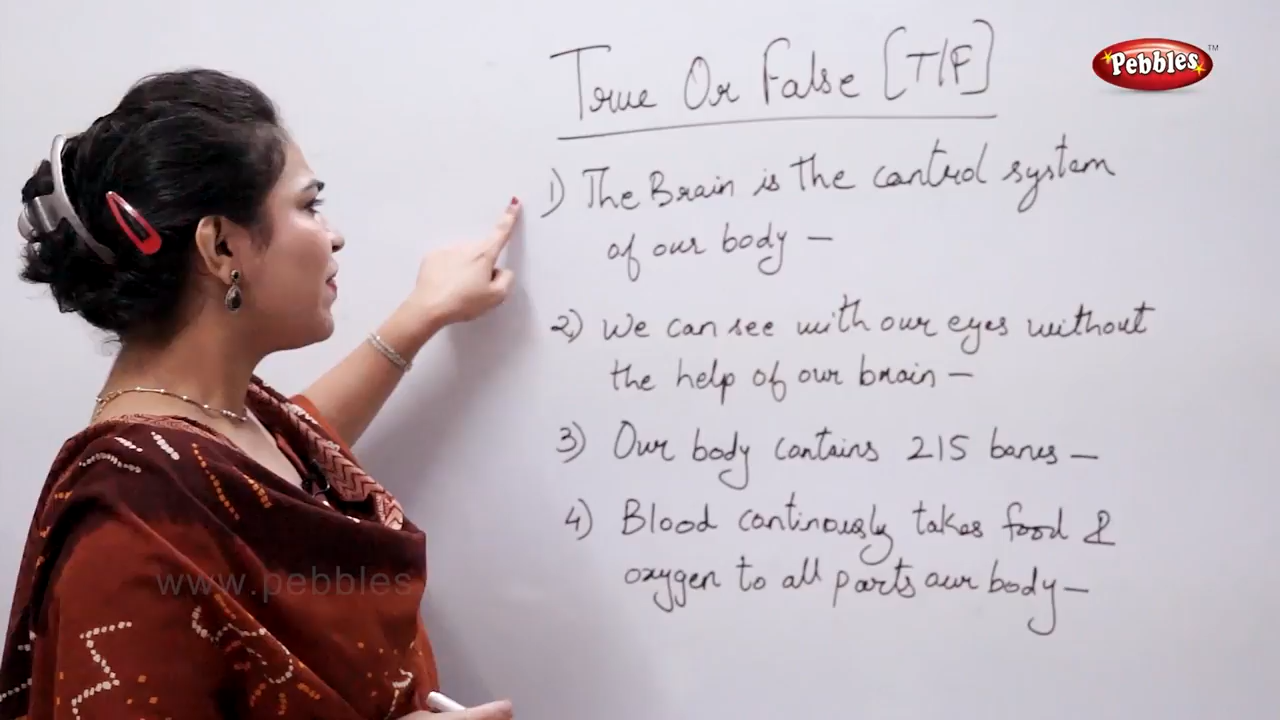 True Or False [T/F]
Pebbles™
1) The Brain is the control system
of our body –
2) We can see with our eyes without
the help of our brain –
3) Our body contains 215 bones –
4) Blood continously takes food &
oxygen to all parts our body –
www.pebbles